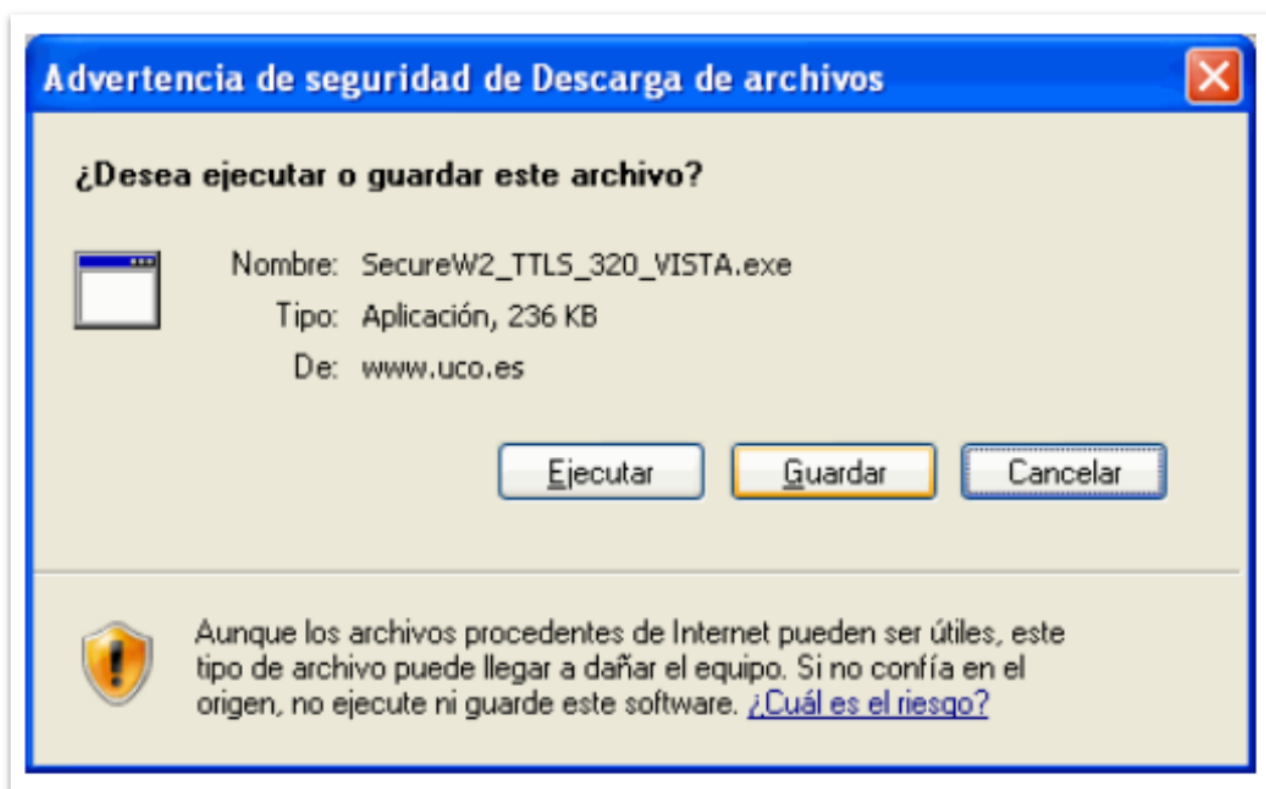 Advertencia de seguridad de Descarga de archivos
¿Desea ejecutar o guardar este archivo?
Nombre: SecureW2_TTLS_320_VISTA.exe
Tipo: Aplicación, 236 KB
De: www.uco.es
Ejecutar Guardar Cancelar
Aunque los archivos procedentes de Internet pueden ser útiles, este
tipo de archivo puede llegar a dañar el equipo. Si no confía en el
origen, no ejecute ni guarde este software. ¿Cuál es el riesgo?